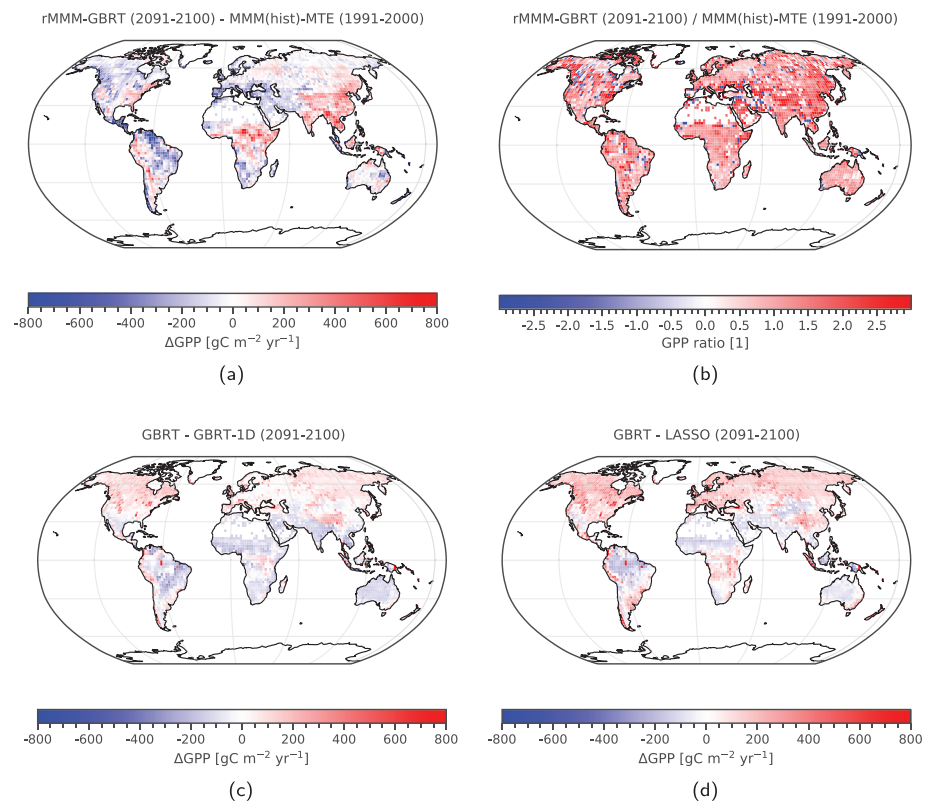 rMMM-GBRT (2091-2100) - MMM(hist)-MTE (1991-2000)
rMMM-GBRT (2091-2100) / MMM(hist)-MTE (1991-2000)
-800 -600 -400 -200 0 200 400 600 800
ΔGPP [gC m⁻² yr⁻¹]
(a)
-2.5 -2.0 -1.5 -1.0 -0.5 0.0 0.5 1.0 1.5 2.0 2.5
GPP ratio [1]
(b)
GBRT - GBRT-1D (2091-2100)
GBRT - LASSO (2091-2100)
-800 -600 -400 -200 0 200 400 600 800
ΔGPP [gC m⁻² yr⁻¹]
(c)
-800 -600 -400 -200 0 200 400 600 800
ΔGPP [gC m⁻² yr⁻¹]
(d)